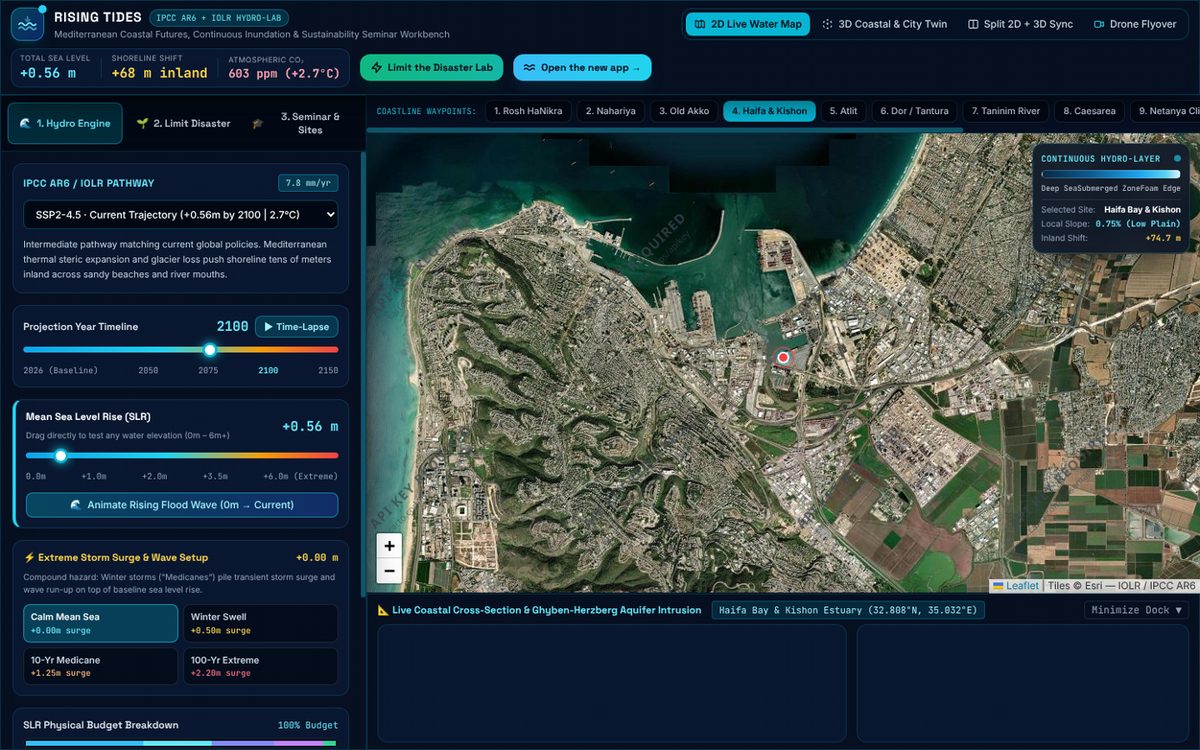 RISING TIDES
IPCC AR6 + IOLR HYDRO-LAB
Mediterranean Coastal Futures, Continuous Inundation & Sustainability Seminar Workbench
2D Live Water Map
3D Coastal & City Twin
Split 2D + 3D Sync
Drone Flyover
TOTAL SEA LEVEL
+0.56 m
SHORELINE SHIFT
+68 m inland
ATMOSPHERIC CO₂
603 ppm (+2.7°C)
Limit the Disaster Lab
Open the new app →
1. Hydro Engine
2. Limit Disaster
3. Seminar &
Sites
COASTLINE WAYPOINTS:
1. Rosh HaNikra
2. Nahariya
3. Old Akko
4. Haifa & Kishon
5. Atlit
6. Dor / Tantura
7. Taninim River
8. Caesarea
9. Netanya Cli
IPCC AR6 / IOLR PATHWAY
7.8 mm/yr
SSP2-4.5 · Current Trajectory (+0.56m by 2100 | 2.7°C)
Intermediate pathway matching current global policies. Mediterranean
thermal steric expansion and glacier loss push shoreline tens of meters
inland across sandy beaches and river mouths.
Projection Year Timeline
2100
▶ Time-Lapse
2026 (Baseline)
2050
2075
2100
2150
Mean Sea Level Rise (SLR)
Drag directly to test any water elevation (0m – 6m+)
+0.56 m
0.0m
+1.0m
+2.0m
+3.5m
+6.0m (Extreme)
Animate Rising Flood Wave (0m → Current)
Extreme Storm Surge & Wave Setup
+0.00 m
Compound hazard: Winter storms ("Medicanes") pile transient storm surge and
wave run-up on top of baseline sea level rise.
Calm Mean Sea
+0.00m surge
Winter Swell
+0.50m surge
10-Yr Medicane
+1.25m surge
100-Yr Extreme
+2.20m surge
SLR Physical Budget Breakdown
100% Budget
CONTINUOUS HYDRO-LAYER
Deep Sea
Submerged Zone
Foam Edge
Selected Site:
Haifa Bay & Kishon
Local Slope:
0.75% (Low Plain)
Inland Shift:
+74.7 m
QUIRED
API KEY
+
−
Leaflet | Tiles © Esri — IOLR / IPCC AR6
Live Coastal Cross-Section & Ghyben-Herzberg Aquifer Intrusion
Haifa Bay & Kishon Estuary (32.808°N, 35.032°E)
Minimize Dock ▼